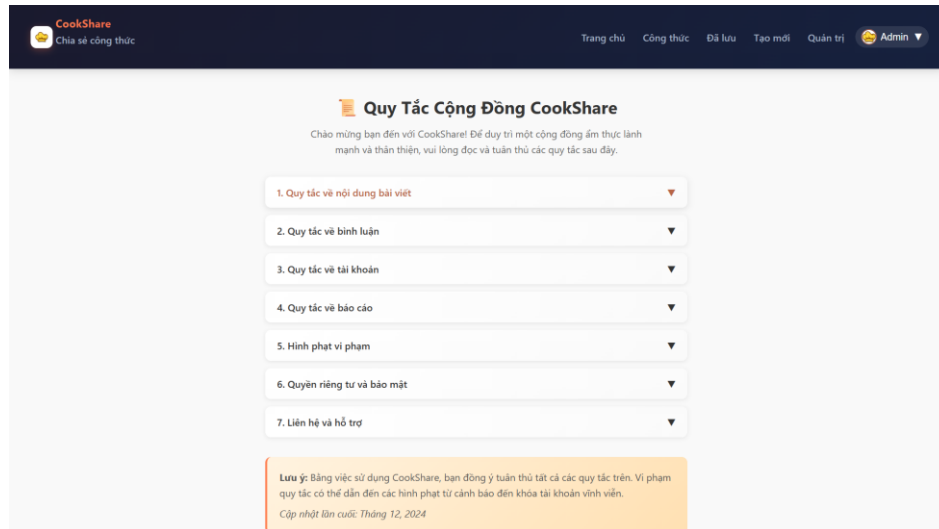 CookShare
Chia sẻ công thức
Trang chủ Công thức Đã lưu Tạo mới Quản trị Admin ▼
📜 Quy Tắc Cộng Đồng CookShare
Chào mừng bạn đến với CookShare! Để duy trì một cộng đồng ẩm thực lành
mạnh và thân thiện, vui lòng đọc và tuân thủ các quy tắc sau đây.
1. Quy tắc về nội dung bài viết ▼
2. Quy tắc về bình luận ▼
3. Quy tắc về tài khoản ▼
4. Quy tắc về báo cáo ▼
5. Hình phạt vi phạm ▼
6. Quyền riêng tư và bảo mật ▼
7. Liên hệ và hỗ trợ ▼
Lưu ý: Bằng việc sử dụng CookShare, bạn đồng ý tuân thủ tất cả các quy tắc trên. Vi phạm
quy tắc có thể dẫn đến các hình phạt từ cảnh báo đến khóa tài khoản vĩnh viễn.
Cập nhật lần cuối: Tháng 12, 2024